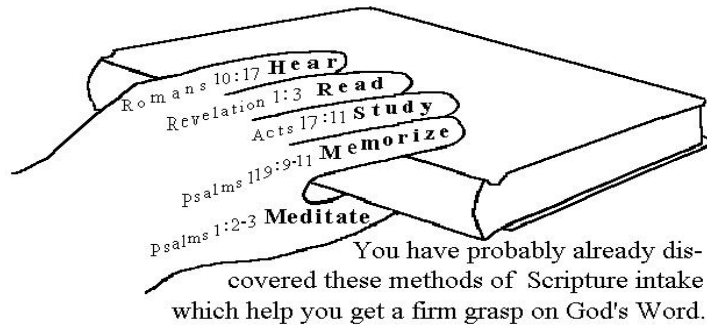 Romans 10:17 Hear
Revelation 1:3 Read
Acts 17:11 Study
Psalms 119:9-11 Memorize
Psalms 1:2-3 Meditate
You have probably already dis-
covered these methods of Scripture intake
which help you get a firm grasp on God's Word.